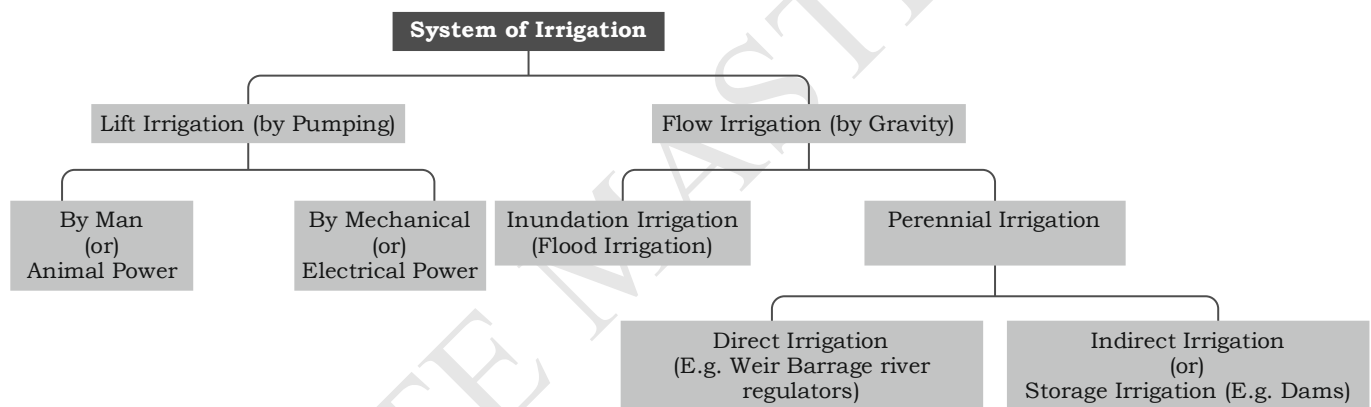 System of Irrigation
Lift Irrigation (by Pumping)
Flow Irrigation (by Gravity)
By Man
(or)
Animal Power
By Mechanical
(or)
Electrical Power
Inundation Irrigation
(Flood Irrigation)
Perennial Irrigation
Direct Irrigation
(E.g. Weir Barrage river
regulators)
Indirect Irrigation
(or)
Storage Irrigation (E.g. Dams)